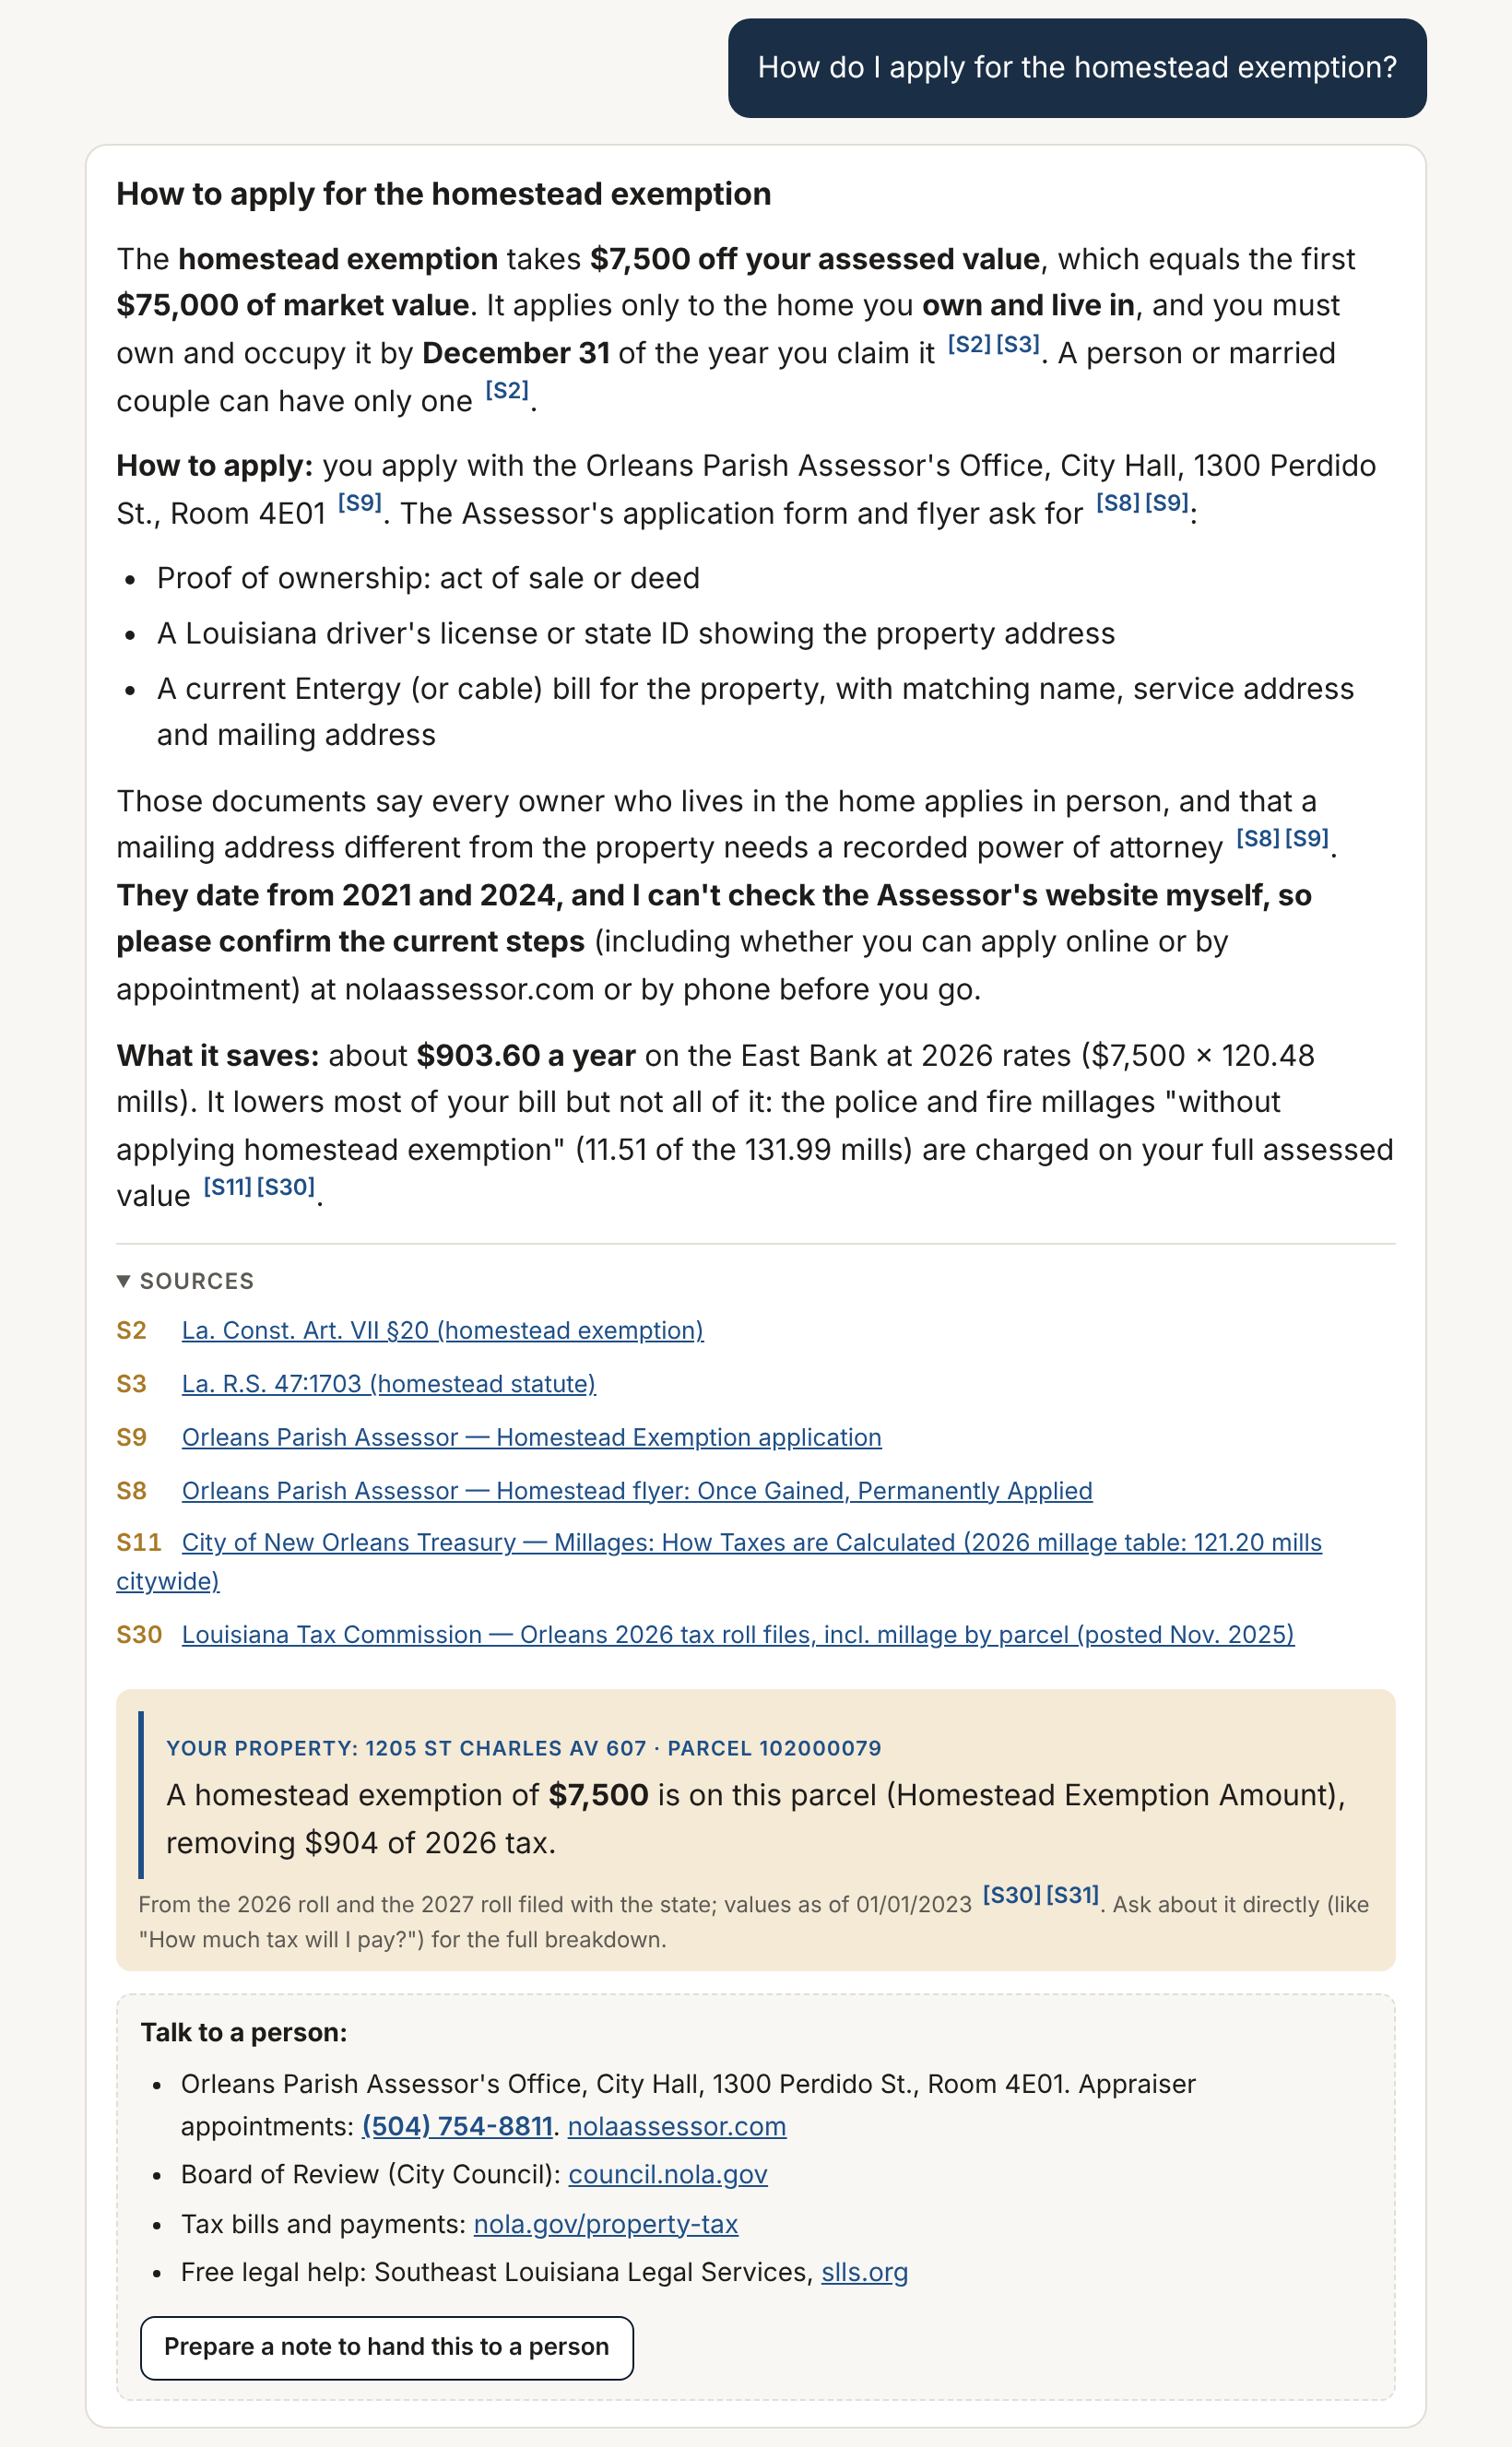 How do I apply for the homestead exemption?
How to apply for the homestead exemption
The homestead exemption takes $7,500 off your assessed value, which equals the first
$75,000 of market value. It applies only to the home you own and live in, and you must
own and occupy it by December 31 of the year you claim it [S2] [S3]. A person or married
couple can have only one [S2].
How to apply: you apply with the Orleans Parish Assessor's Office, City Hall, 1300 Perdido
St., Room 4E01 [S9]. The Assessor's application form and flyer ask for [S8] [S9]:
• Proof of ownership: act of sale or deed
• A Louisiana driver's license or state ID showing the property address
• A current Entergy (or cable) bill for the property, with matching name, service address
and mailing address
Those documents say every owner who lives in the home applies in person, and that a
mailing address different from the property needs a recorded power of attorney [S8] [S9].
They date from 2021 and 2024, and I can't check the Assessor's website myself, so
please confirm the current steps (including whether you can apply online or by
appointment) at nolaassessor.com or by phone before you go.
What it saves: about $903.60 a year on the East Bank at 2026 rates ($7,500 × 120.48
mills). It lowers most of your bill but not all of it: the police and fire millages "without
applying homestead exemption" (11.51 of the 131.99 mills) are charged on your full assessed
value [S11] [S30].
▼ SOURCES
S2 La. Const. Art. VII §20 (homestead exemption)
S3 La. R.S. 47:1703 (homestead statute)
S9 Orleans Parish Assessor — Homestead Exemption application
S8 Orleans Parish Assessor — Homestead flyer: Once Gained, Permanently Applied
S11 City of New Orleans Treasury — Millages: How Taxes are Calculated (2026 millage table: 121.20 mills
citywide)
S30 Louisiana Tax Commission — Orleans 2026 tax roll files, incl. millage by parcel (posted Nov. 2025)
YOUR PROPERTY: 1205 ST CHARLES AV 607 · PARCEL 102000079
A homestead exemption of $7,500 is on this parcel (Homestead Exemption Amount),
removing $904 of 2026 tax.
From the 2026 roll and the 2027 roll filed with the state; values as of 01/01/2023 [S30] [S31]. Ask about it directly (like
"How much tax will I pay?") for the full breakdown.
Talk to a person:
• Orleans Parish Assessor's Office, City Hall, 1300 Perdido St., Room 4E01. Appraiser
appointments: (504) 754-8811. nolaassessor.com
• Board of Review (City Council): council.nola.gov
• Tax bills and payments: nola.gov/property-tax
• Free legal help: Southeast Louisiana Legal Services, slls.org
Prepare a note to hand this to a person